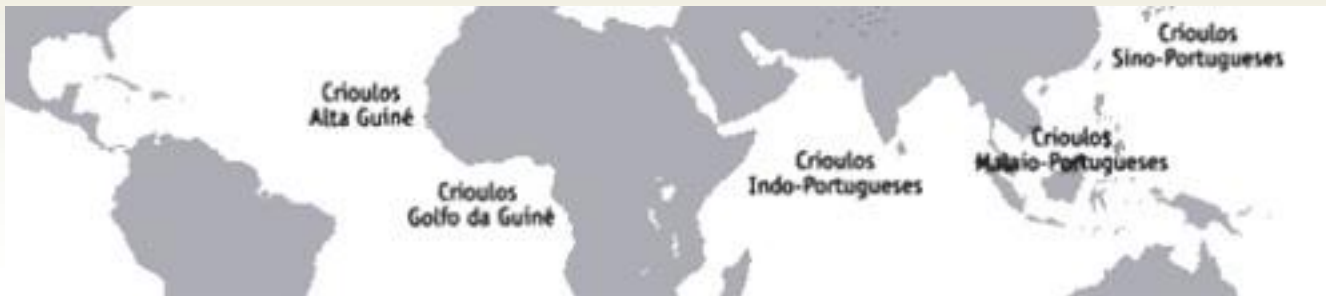 Crioulos
Alta Guiné
Crioulos
Golfo da Guiné
Crioulos
Indo-Portugueses
Crioulos
Malaio-Portugueses
Crioulos
Sino-Portugueses